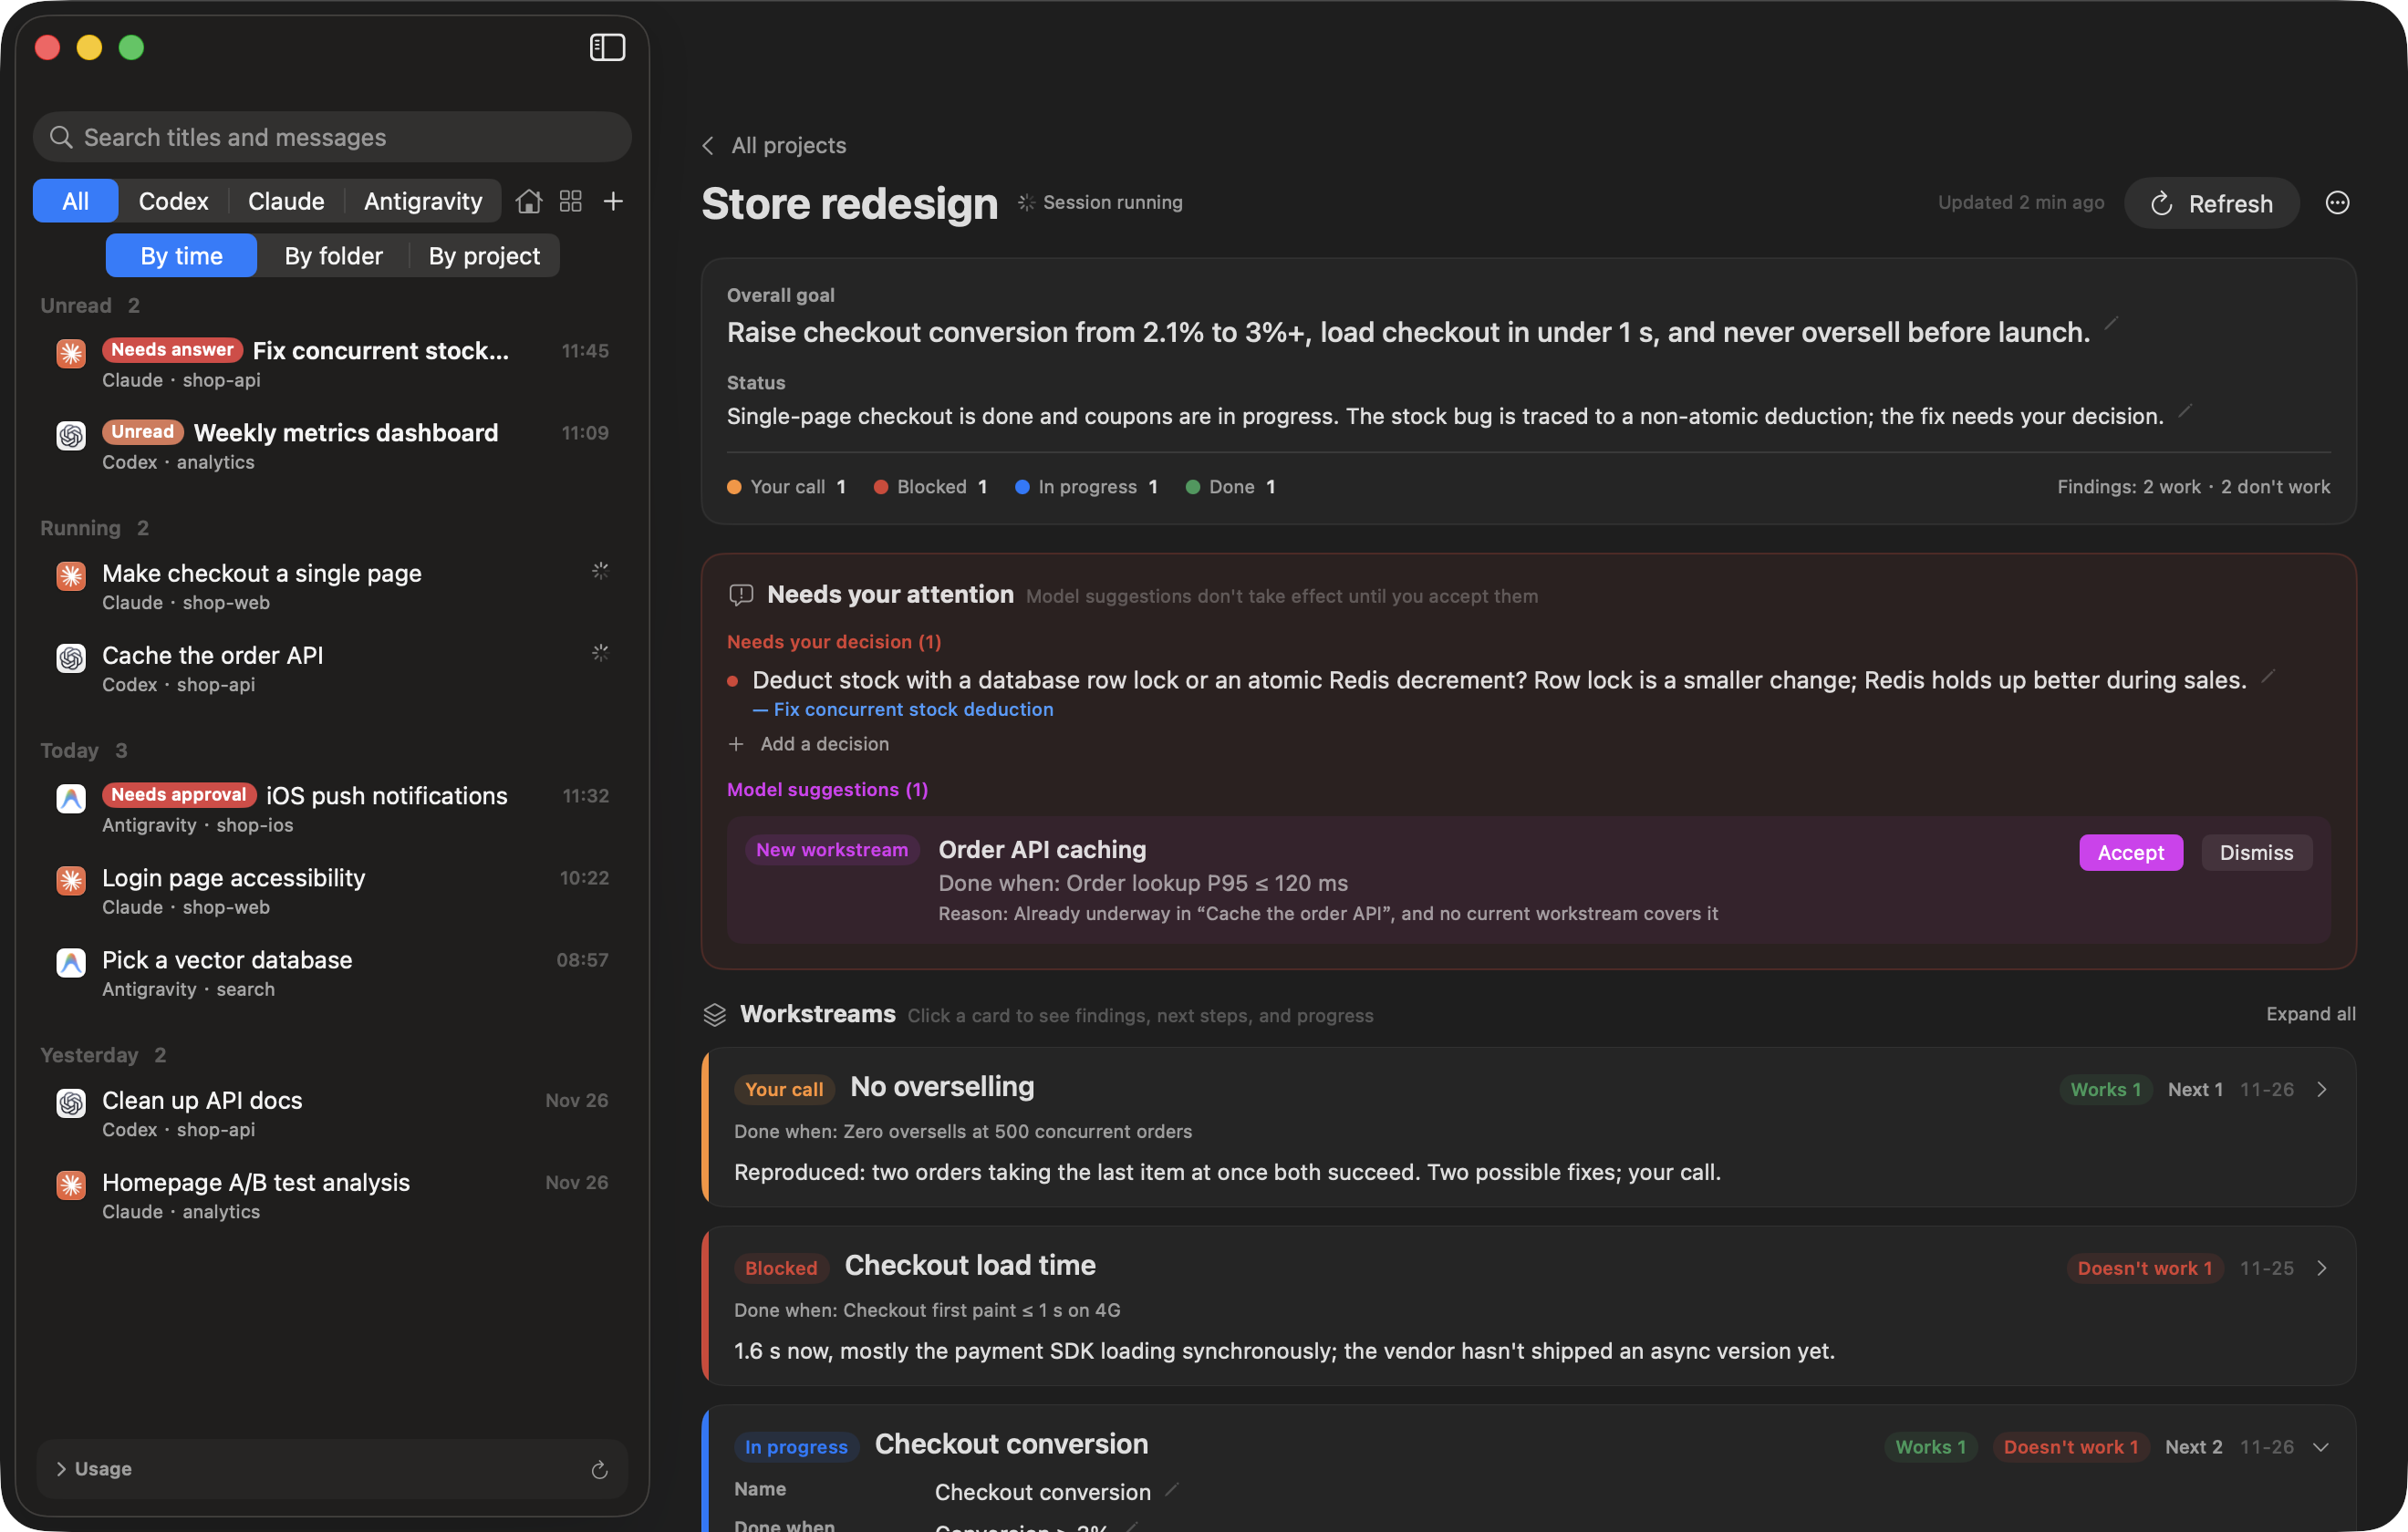 Search titles and messages
All Codex Claude Antigravity
By time By folder By project
Unread 2
Needs answer Fix concurrent stock... 11:45
Claude · shop-api
Unread Weekly metrics dashboard 11:09
Codex · analytics
Running 2
Make checkout a single page
Claude · shop-web
Cache the order API
Codex · shop-api
Today 3
Needs approval iOS push notifications 11:32
Antigravity · shop-ios
Login page accessibility 10:22
Claude · shop-web
Pick a vector database 08:57
Antigravity · search
Yesterday 2
Clean up API docs Nov 26
Codex · shop-api
Homepage A/B test analysis Nov 26
Claude · analytics
Usage
All projects
Store redesign Session running Updated 2 min ago Refresh
Overall goal
Raise checkout conversion from 2.1% to 3%+, load checkout in under 1 s, and never oversell before launch.
Status
Single-page checkout is done and coupons are in progress. The stock bug is traced to a non-atomic deduction; the fix needs your decision.
Your call 1 Blocked 1 In progress 1 Done 1 Findings: 2 work · 2 don't work
Needs your attention Model suggestions don't take effect until you accept them
Needs your decision (1)
Deduct stock with a database row lock or an atomic Redis decrement? Row lock is a smaller change; Redis holds up better during sales.
— Fix concurrent stock deduction
+ Add a decision
Model suggestions (1)
New workstream Order API caching Accept Dismiss
Done when: Order lookup P95 ≤ 120 ms
Reason: Already underway in “Cache the order API”, and no current workstream covers it
Workstreams Click a card to see findings, next steps, and progress Expand all
Your call No overselling Works 1 Next 1 11-26
Done when: Zero oversells at 500 concurrent orders
Reproduced: two orders taking the last item at once both succeed. Two possible fixes; your call.
Blocked Checkout load time Doesn't work 1 11-25
Done when: Checkout first paint ≤ 1 s on 4G
1.6 s now, mostly the payment SDK loading synchronously; the vendor hasn't shipped an async version yet.
In progress Checkout conversion Works 1 Doesn't work 1 Next 2 11-26
Name Checkout conversion
Done when Conversion ≥ 3%